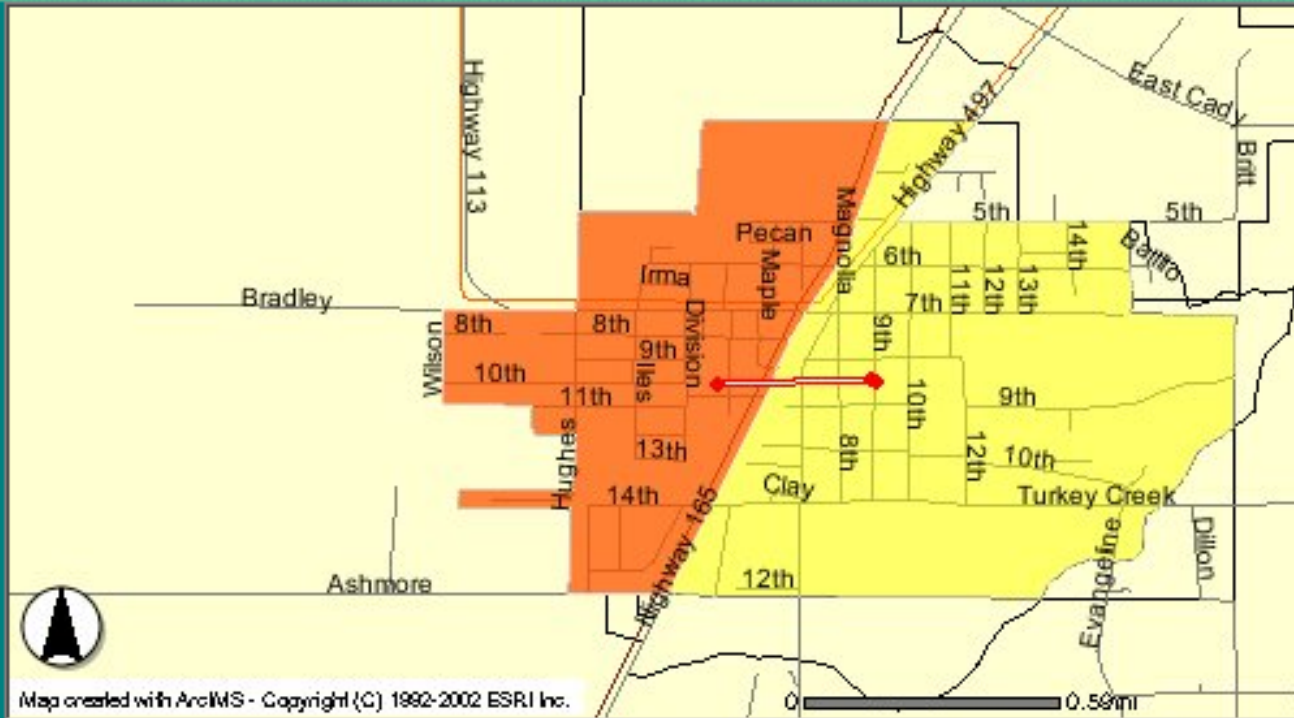 Highway 113
East Cady
Highway 497
Britt
Magnolia
5th
5th
Pecan
14th
Battilo
6th
Irma
Maple
11th
12th
13th
Bradley
7th
8th
8th
Division
9th
Wilson
9th
Iles
10th
10th
9th
11th
8th
12th
13th
10th
Hughes
14th
Clay
Turkey Creek
Highway 165
Evangeline
Dillon
12th
Ashmore
Map created with ArcIMS - Copyright (C) 1992-2002 ESRI Inc.
0
0.59mi